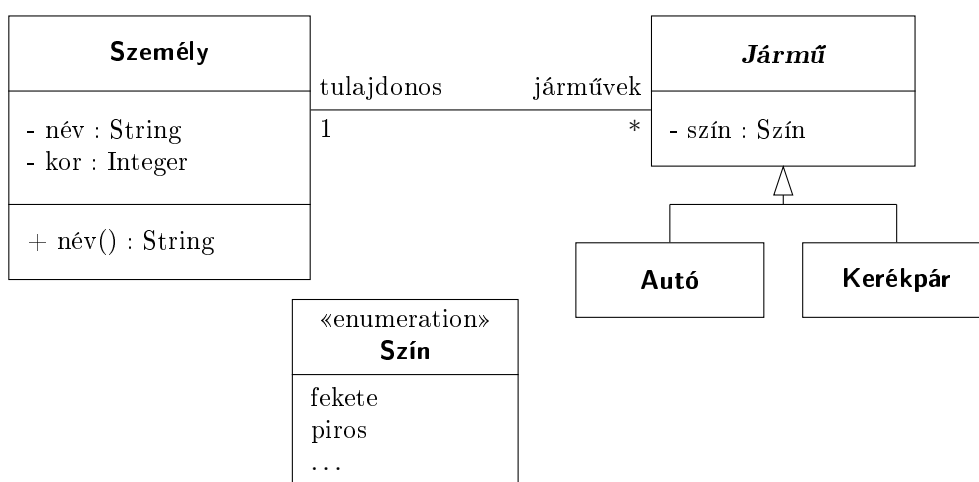 Személy
- név : String
- kor : Integer
+ név() : String
tulajdonos
1
járművek
*
Jármű
- szín : Szín
Autó
Kerékpár
«enumeration»
Szín
fekete
piros
...